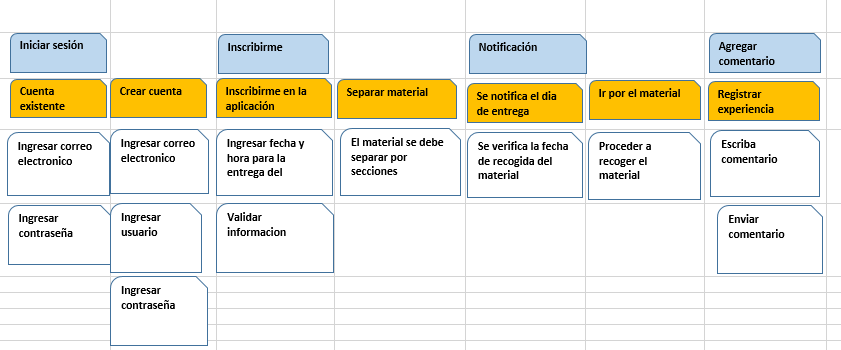 Iniciar sesión
Inscribirme
Notificación
Agregar
comentario
Cuenta
existente
Crear cuenta
Inscribirme en la
aplicación
Separar material
Se notifica el dia
de entrega
Ir por el material
Registrar
experiencia
Ingresar correo
electronico
Ingresar correo
electronico
Ingresar fecha y
hora para la
entrega del
El material se debe
separar por
secciones
Se verifica la fecha
de recogida del
material
Proceder a
recoger el
material
Escriba
comentario
Ingresar
contraseña
Ingresar
usuario
Validar
informacion
Enviar
comentario
Ingresar
contraseña